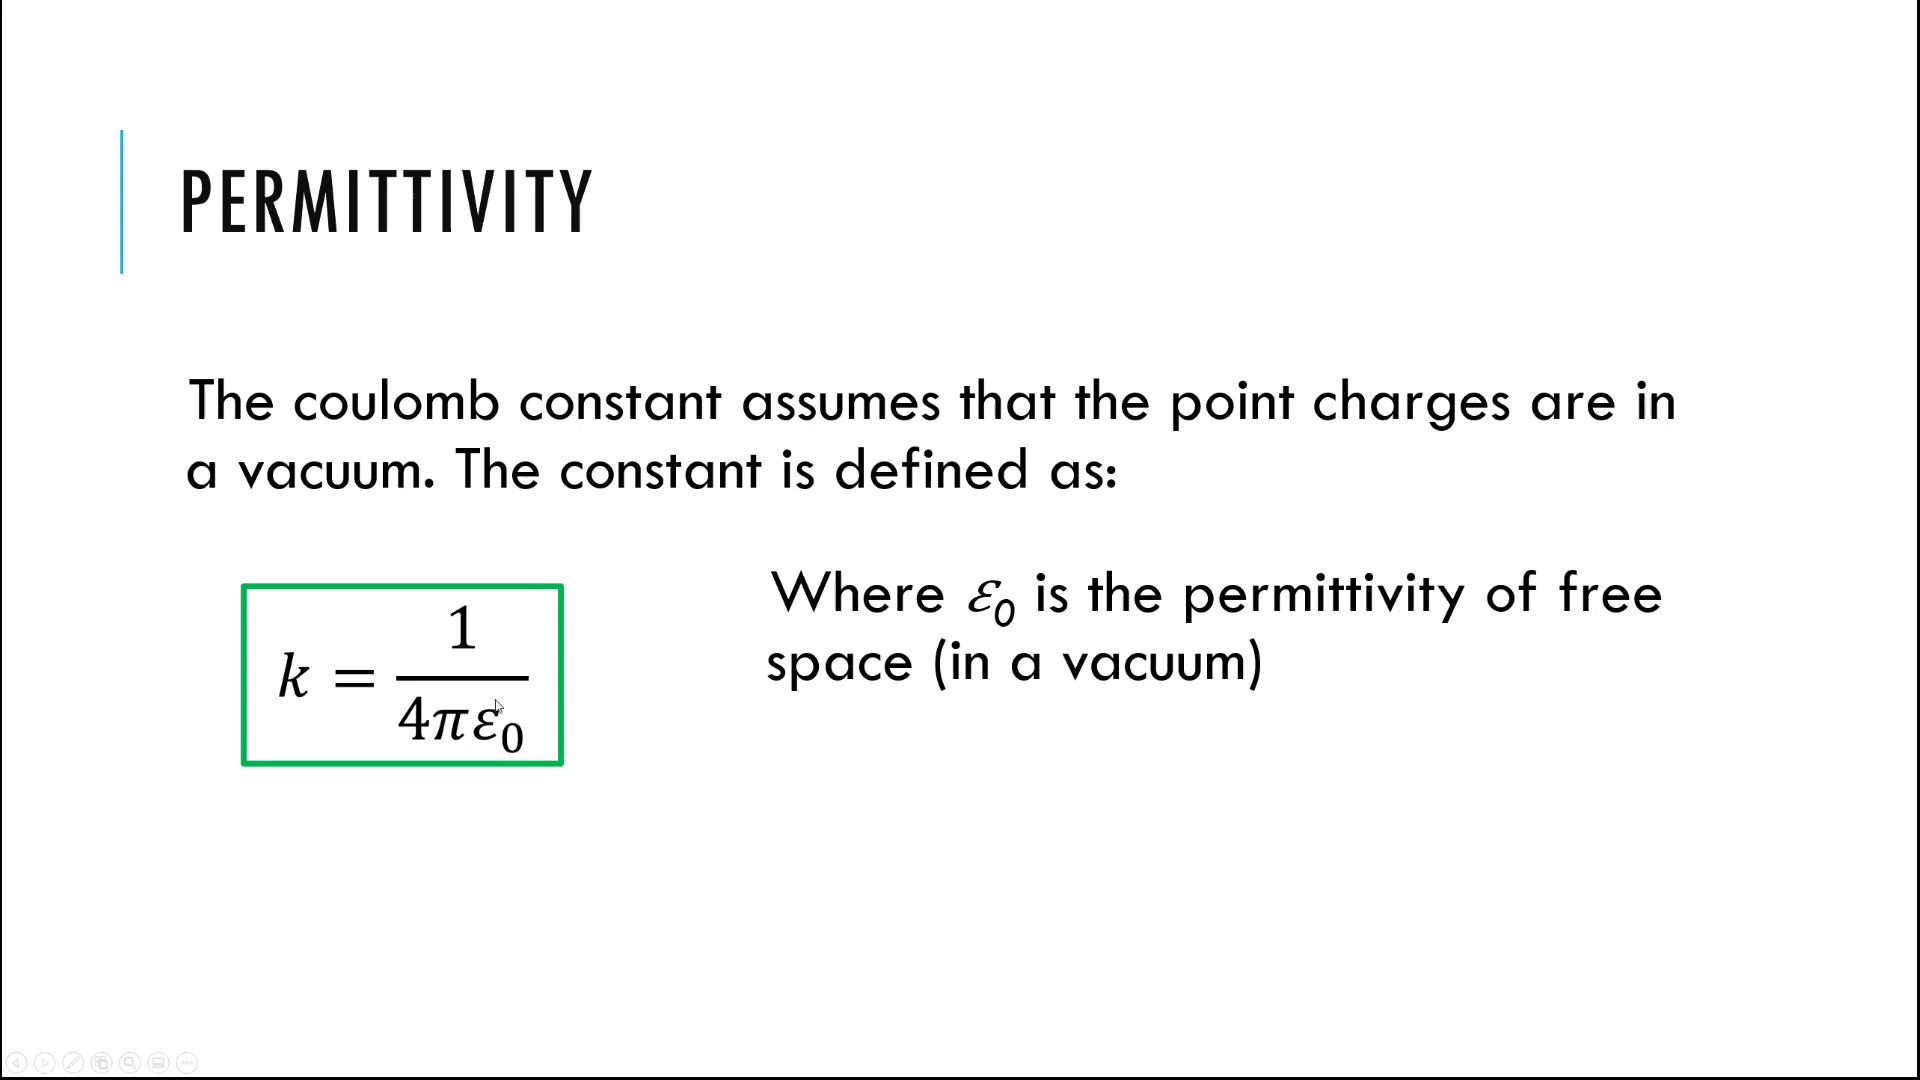 PERMITTIVITY
The coulomb constant assumes that the point charges are in
a vacuum. The constant is defined as:
k = 1/(4πε₀)
Where ε₀ is the permittivity of free
space (in a vacuum)